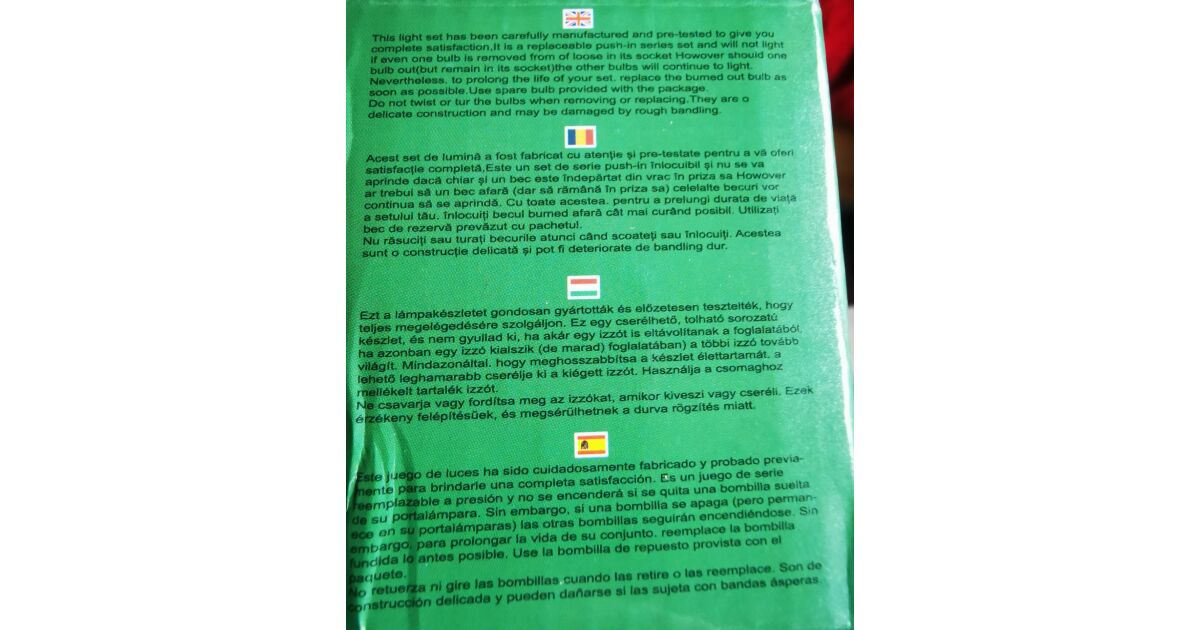 This light set has been carefully manufactured and pre-tested to give you
complete satisfaction,It is a replaceable push-in series set and will not light
if even one bulb is removed from of loose in its socket However should one
bulb out(but remain in its socket)the other bulbs will continue to light.
Nevertheless. to prolong the life of your set. replace the bumed out bulb as
soon as possible.Use spare bulb provided with the package.
Do not twist or tur the bulbs when removing or replacing.They are o
delicate construction and may be damaged by rough bandling.
Acest set de lumină a fost fabricat cu atenție și pre-testate pentru a vă oferi
satisfacție completă,Este un set de serie push-in înlocuibil și nu se va
aprinde dacă chiar și un bec este îndepărtat din vrac în priza sa However
ar trebui să un bec afară (dar să rămână în priza sa) celelalte becuri vor
continua să se aprindă. Cu toate acestea. pentru a prelungi durata de viață
a setului tău. înlocuiți becul bumed afară cât mai curând posibil. Utilizați
bec de rezervă prevăzut cu pachetul.
Nu răsuciți sau turați becurile atunci când scoateți sau înlocuiți. Acestea
sunt o construcție delicată și pot fi deteriorate de bandling dur.
Ezt a lámpakészletet gondosan gyártották és előzetesen tesztelték, hogy
teljes megelégedésére szolgáljon. Ez egy cserélhető, tolható sorozatú
készlet, és nem gyullad ki, ha akár egy izzót is eltávolítanak a foglalatából,
ha azonban egy izzó kialszik (de marad) foglalatában) a többi izzó tovább
világít. Mindazonáltal. hogy meghosszabbítsa a készlet élettartamát. a
lehető leghamarabb cserélje ki a kiégett izzót. Használja a csomaghoz
mellékelt tartalék izzót.
Ne csavarja vagy fordítsa meg az izzókat, amikor kiveszi vagy cseréli. Ezek
érzékeny felépítésűek, és megsérülhetnek a durva rögzítés miatt.
Este juego de luces ha sido cuidadosamente fabricado y probado previa-
mente para brindarle una completa satisfacción. Es un juego de serie
reemplazable a presión y no se encenderá si se quita una bombilla suelta
de su portalámpara. Sin embargo, si una bombilla se apaga (pero perman-
ece en su portalámparas) las otras bombillas seguirán encendiéndose. Sin
embargo, para prolongar la vida de su conjunto. reemplace la bombilla
fundida lo antes posible. Use la bombilla de repuesto provista con el
paquete.
No retuerza ni gire las bombillas cuando las retire o las reemplace. Son de
construcción delicada y pueden dañarse si las sujeta con bandas ásperas.